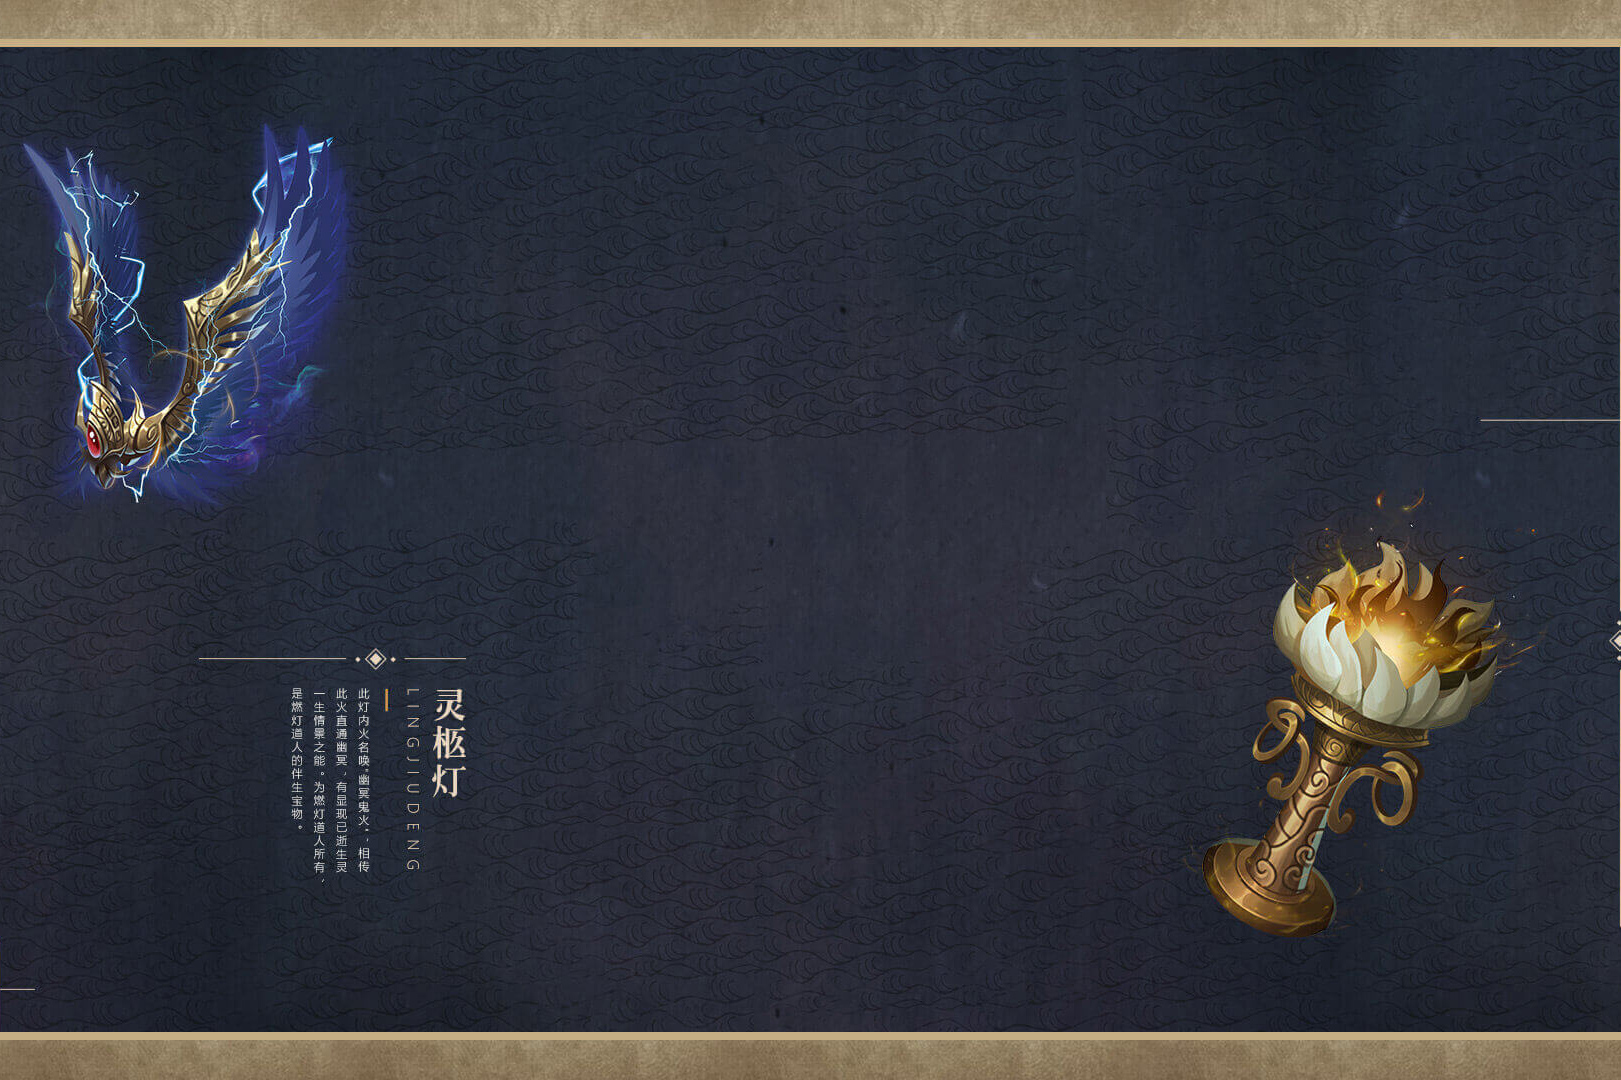 灵柩灯
LINGJIUDENG
此灯内火名唤“幽冥鬼火”，相传
此火直通幽冥，有显现已逝生灵
一生情景之能。为燃灯道人所有，
是燃灯道人的伴生宝物。